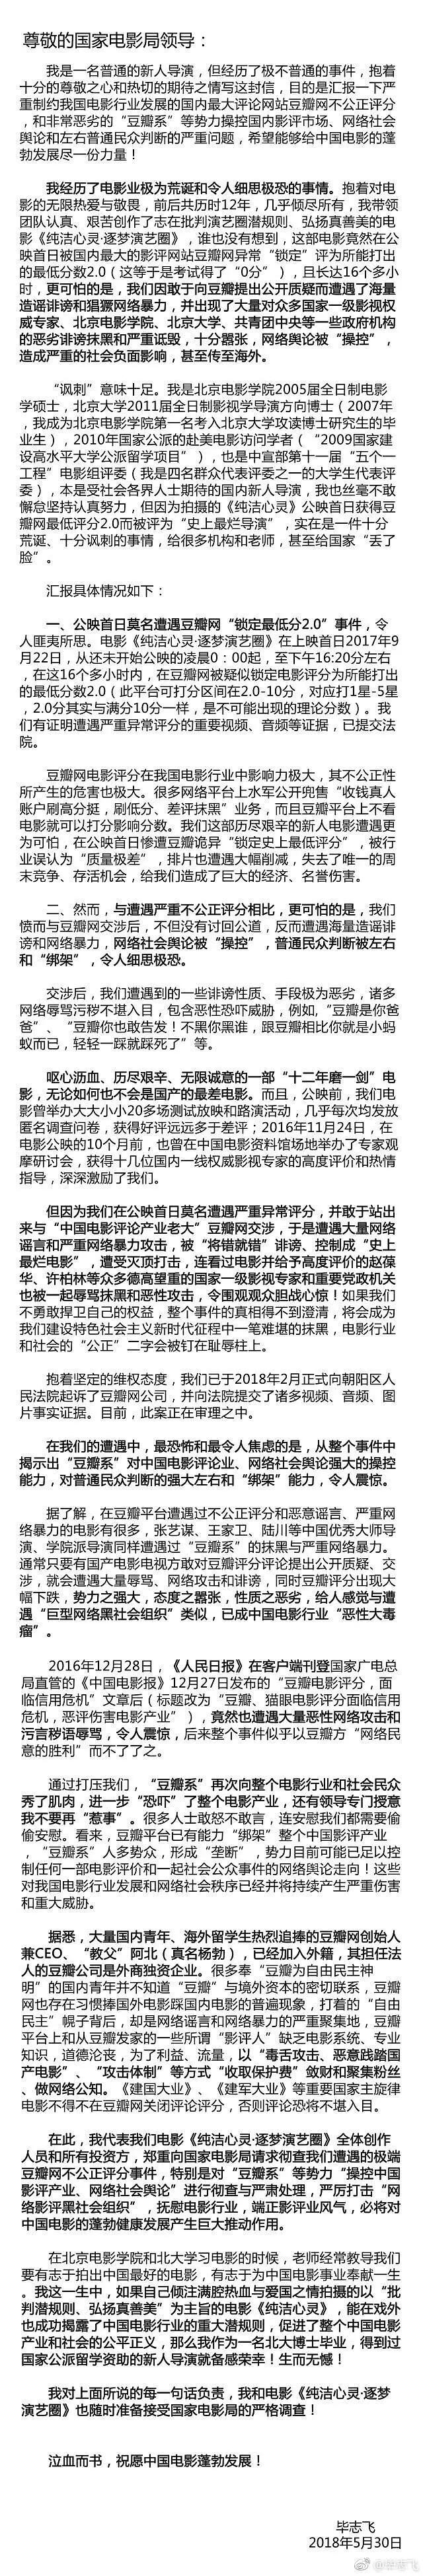 尊敬的国家电影局领导：
我是一名普通的新人导演，但经历了极不普通的事件，抱着
十分的尊敬之心和热切的期待之情写这封信，目的是汇报一下严
重制约我国电影行业发展的国内最大评论网站豆瓣网不公正评分
，和非常恶劣的“豆瓣系”等势力操控国内影评市场、网络社会
舆论和左右普通民众判断的严重问题，希望能够给中国电影的蓬
勃发展尽一份力量！
我经历了电影业极为荒诞和令人细思极恐的事情。抱着对电
影的无限热爱与敬畏，前后共历时12年，几乎倾尽所有，我带领
团队认真、艰苦创作了志在批判演艺圈潜规则、弘扬真善美的电
影《纯洁心灵·逐梦演艺圈》，谁也没有想到，这部电影竟然在公
映首日被国内最大的影评网站豆瓣网异常“锁定”评为所能打出
的最低分数2.0（这等于是考试得了“0分”），且长达16个多小
时，更可怕的是，我们因敢于向豆瓣提出公开质疑而遭遇了海量
造谣诽谤和猖獗网络暴力，并出现了大量对众多国家一级影视权
威专家、北京电影学院、北京大学、共青团中央等一些政府机构
的恶劣诽谤抹黑和严重诋毁，十分嚣张，网络舆论被“操控”，
造成严重的社会负面影响，甚至传至海外。
“讽刺”意味十足。我是北京电影学院2005届全日制电影
学硕士，北京大学2011届全日制影视学导演方向博士（2007年
，我成为北京电影学院第一名考入北京大学攻读博士研究生的毕
业生），2010年国家公派的赴美电影访问学者（“2009国家建
设高水平大学公派留学项目”），也是中宣部第十一届“五个一
工程”电影组评委（我是四名群众代表评委之一的大学生代表评
委），本是受社会各界人士期待的国内新人导演，我也丝毫不敢
懈怠坚持认真努力，但因为拍摄的《纯洁心灵》公映首日获得豆
瓣网最低评分2.0而被评为“史上最烂导演”，实在是一件十分
荒诞、十分讽刺的事情，给很多机构和老师，甚至给国家“丢了
脸”。
汇报具体情况如下：
一、公映首日莫名遭遇豆瓣网“锁定最低分2.0”事件，令
人匪夷所思。电影《纯洁心灵·逐梦演艺圈》在上映首日2017年9
月22日，从还未开始公映的凌晨0：00起，至下午16:20分左右
，在这16个多小时内，在豆瓣网被疑似锁定电影评分为所能打出
的最低分数2.0（此平台可打分区间在2.0-10分，对应打1星-5星
，2.0分其实与满分10分一样，是不可能出现的理论分数）。我
们有证明遭遇严重异常评分的重要视频、音频等证据，已提交法
院。
豆瓣网电影评分在我国电影行业中影响力极大，其不公正性
所产生的危害也极大。很多网络平台上水军公开兜售“收钱真人
账户刷高分挺，刷低分、差评抹黑”业务，而且豆瓣平台上不看
电影就可以打分影响分数。我们这部历尽艰辛的新人电影遭遇更
为可怕，在公映首日惨遭豆瓣诡异“锁定史上最低评分”，被行
业误认为“质量极差”，排片也遭遇大幅削减，失去了唯一的周
末竞争、存活机会，给我们造成了巨大的经济、名誉伤害。
二、然而，与遭遇严重不公正评分相比，更可怕的是，我们
愤而与豆瓣网交涉后，不但没有讨回公道，反而遭遇海量造谣诽
谤和网络暴力，网络社会舆论被“操控”，普通民众判断被左右
和“绑架”，令人细思极恐。
交涉后，我们遭遇到的一些诽谤性质、手段极为恶劣，诸多
网络辱骂污秽不堪入目，包含恶性恐吓威胁，例如,“豆瓣是你爸
爸”、“豆瓣你也敢告发！不黑你黑谁，跟豆瓣相比你就是小蚂
蚁而已，轻轻一踩就踩死了”等。
呕心沥血、历尽艰辛、无限诚意的一部“十二年磨一剑”电
影，无论如何也不会是国产的最差电影。而且，公映前，我们电
影曾举办大大小小20多场测试放映和路演活动，几乎每次均发放
匿名调查问卷，获得好评远远多于差评；2016年11月24日，在
电影公映的10个月前，也曾在中国电影资料馆场地举办了专家观
摩研讨会，获得十几位国内一线权威影视专家的高度评价和热情
指导，深深激励了我们。
但因为我们在公映首日莫名遭遇严重异常评分，并敢于站出
来与“中国电影评论产业老大”豆瓣网交涉，于是遭遇大量网络
谣言和严重网络暴力攻击，被“将错就错”诽谤、控制成“史上
最烂电影”，遭受灭顶打击，连看过电影并给予高度评价的赵葆
华、许柏林等众多德高望重的国家一级影视专家和重要党政机关
也被一起辱骂抹黑和恶性攻击，令围观观众胆战心惊！如果我们
不勇敢捍卫自己的权益，整个事件的真相得不到澄清，将会成为
我们建设特色社会主义新时代征程中一笔难堪的抹黑，电影行业
和社会的“公正”二字会被钉在耻辱柱上。
抱着坚定的维权态度，我们已于2018年2月正式向朝阳区人
民法院起诉了豆瓣网公司，并向法院提交了诸多视频、音频、图
片事实证据。目前，此案正在审理之中。
在我们的遭遇中，最恐怖和最令人焦虑的是，从整个事件中
揭示出“豆瓣系”对中国电影评论业、网络社会舆论强大的操控
能力，对普通民众判断的强大左右和“绑架”能力，令人震惊。
据了解，在豆瓣平台遭遇过不公正评分和恶意谣言、严重网
络暴力的电影有很多，张艺谋、王家卫、陆川等中国优秀大师导
演、学院派导演同样遭遇过“豆瓣系”的抹黑与严重网络暴力。
通常只要有国产电影电视方敢对豆瓣评分评论提出公开质疑、交
涉，就会遭遇大量辱骂、网络攻击和诽谤，同时豆瓣评分出现大
幅下跌，势力之强大，态度之嚣张，性质之恶劣，给人感觉与遭
遇“巨型网络黑社会组织”类似，已成中国电影行业“恶性大毒
瘤”。
2016年12月28日，《人民日报》在客户端刊登国家广电总
局直管的《中国电影报》12月27日发布的“豆瓣电影评分，面
临信用危机”文章后（标题改为“豆瓣、猫眼电影评分面临信用
危机，恶评伤害电影产业”），竟然也遭遇大量恶性网络攻击和
污言秽语辱骂，令人震惊，后来整个事件似乎以豆瓣方“网络民
意的胜利”而不了了之。
通过打压我们，“豆瓣系”再次向整个电影行业和社会民众
秀了肌肉，进一步“恐吓”了整个电影产业，还有领导专门授意
我不要再“惹事”。很多人士敢怒不敢言，连安慰我们都需要偷
偷安慰。看来，豆瓣平台已有能力“绑架”整个中国影评产业
，“豆瓣系”人多势众，形成“垄断”，势力目前可能已足以控
制任何一部电影评价和一起社会公众事件的网络舆论走向！这些
对我国电影行业发展和网络社会秩序已经并将持续产生严重伤害
和重大威胁。
据悉，大量国内青年、海外留学生热烈追捧的豆瓣网创始人
兼CEO、“教父”阿北（真名杨勃），已经加入外籍，其担任法
人的豆瓣公司是外商独资企业。很多奉“豆瓣为自由民主神
明”的国内青年并不知道“豆瓣”与境外资本的密切联系，豆瓣
网也存在习惯捧国外电影踩国内电影的普遍现象，打着的“自由
民主”幌子背后，却是网络谣言和网络暴力的严重聚集地，豆瓣
平台上和从豆瓣发家的一些所谓“影评人”缺乏电影系统、专业
知识，道德沦丧，为了利益、流量，以“毒舌攻击、恶意践踏国
产电影”、“攻击体制”等方式“收取保护费”敛财和聚集粉丝
、做网络公知。《建国大业》、《建军大业》等重要国家主旋律
电影不得不在豆瓣网关闭评论评分，否则评论恐将不堪入目。
在此，我代表我们电影《纯洁心灵·逐梦演艺圈》全体创作
人员和所有投资方，郑重向国家电影局请求彻查我们遭遇的极端
豆瓣网不公正评分事件，特别是对“豆瓣系”等势力“操控中国
影评产业、网络社会舆论”进行彻查与严肃处理，严厉打击“网
络影评黑社会组织”，抚慰电影行业，端正影评业风气，必将对
中国电影的蓬勃健康发展产生巨大推动作用。
在北京电影学院和北大学习电影的时候，老师经常教导我们
要有志于拍出中国最好的电影，有志于为中国电影事业奉献一生
。我这一生中，如果自己倾注满腔热血与爱国之情拍摄的以“批
判潜规则、弘扬真善美”为主旨的电影《纯洁心灵》，能在戏外
也成功揭露了中国电影行业的重大潜规则，促进了整个中国电影
产业和社会的公平正义，那么我作为一名北大博士毕业，得到过
国家公派留学资助的新人导演就备感荣幸！生而无憾！
我对上面所说的每一句话负责，我和电影《纯洁心灵·逐梦
演艺圈》也随时准备接受国家电影局的严格调查！
泣血而书，祝愿中国电影蓬勃发展！
毕志飞
2018年5月30日
@毕志飞